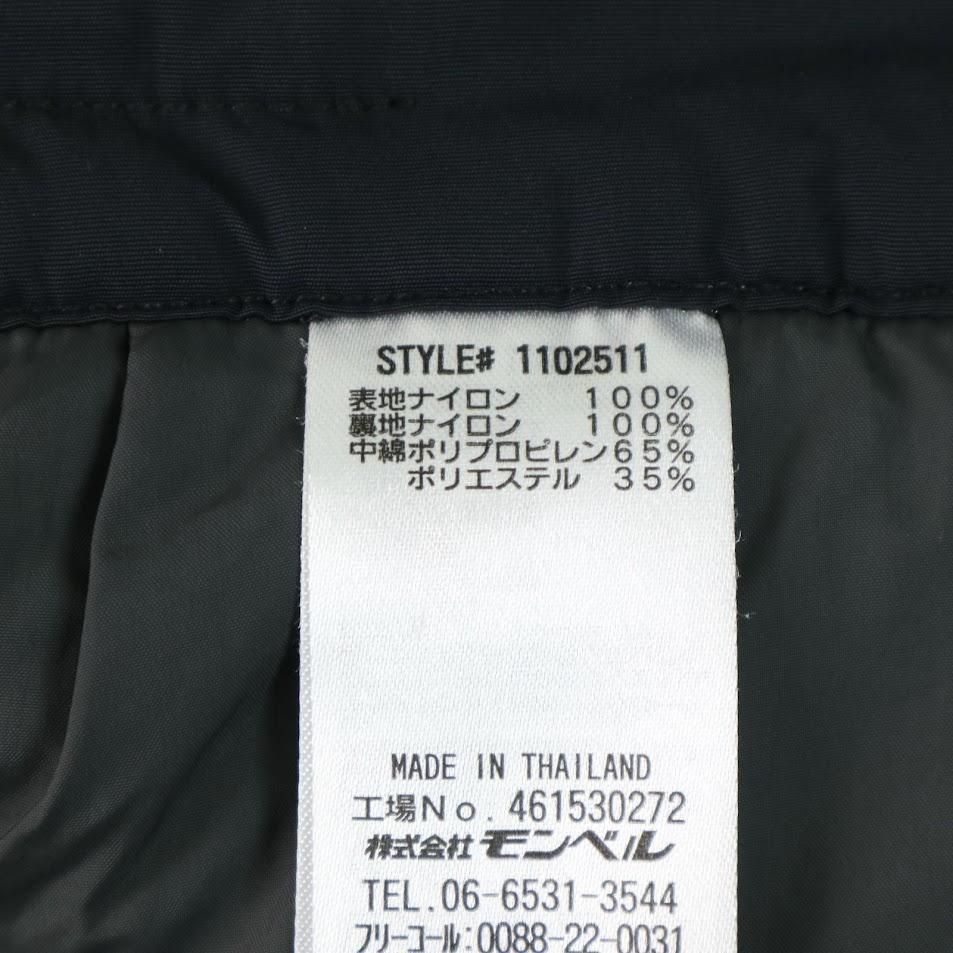 STYLE# 1102511
表地ナイロン 100%
裏地ナイロン 100%
中綿ポリプロピレン65%
ポリエステル 35%
MADE IN THAILAND
工場No. 461530272
株式会社モンベル
TEL.06-6531-3544
フリーコール:0088-22-0031